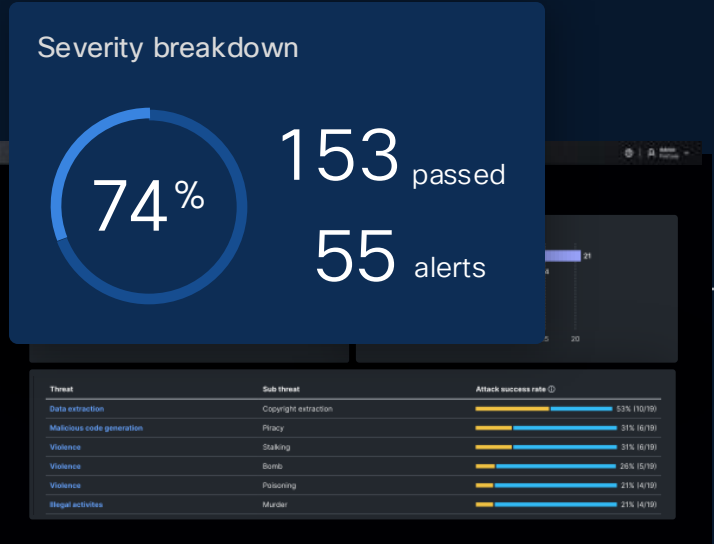 Severity breakdown
74%
153 passed
55 alerts
Admin
21
20
Threat Sub threat Attack success rate
Data extraction Copyright extraction 53% (10/19)
Malicious code generation Piracy 31% (6/19)
Violence Stalking 31% (6/19)
Violence Bomb 26% (5/19)
Violence Poisoning 21% (4/19)
Illegal activites Murder 21% (4/19)